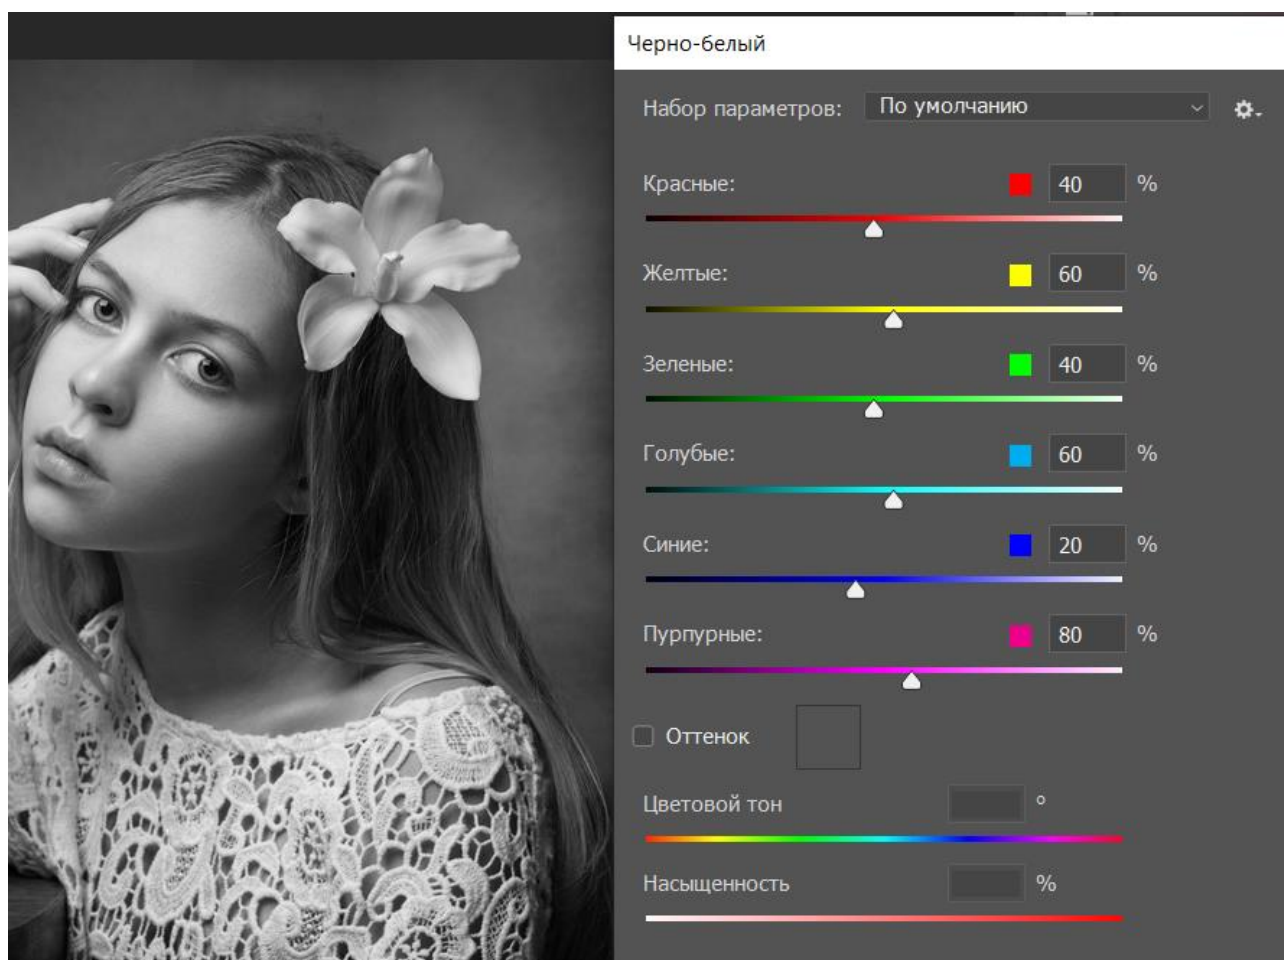 Черно-белый
Набор параметров: По умолчанию
Красные: 40 %
Желтые: 60 %
Зеленые: 40 %
Голубые: 60 %
Синие: 20 %
Пурпурные: 80 %
Оттенок
Цветовой тон °
Насыщенность %